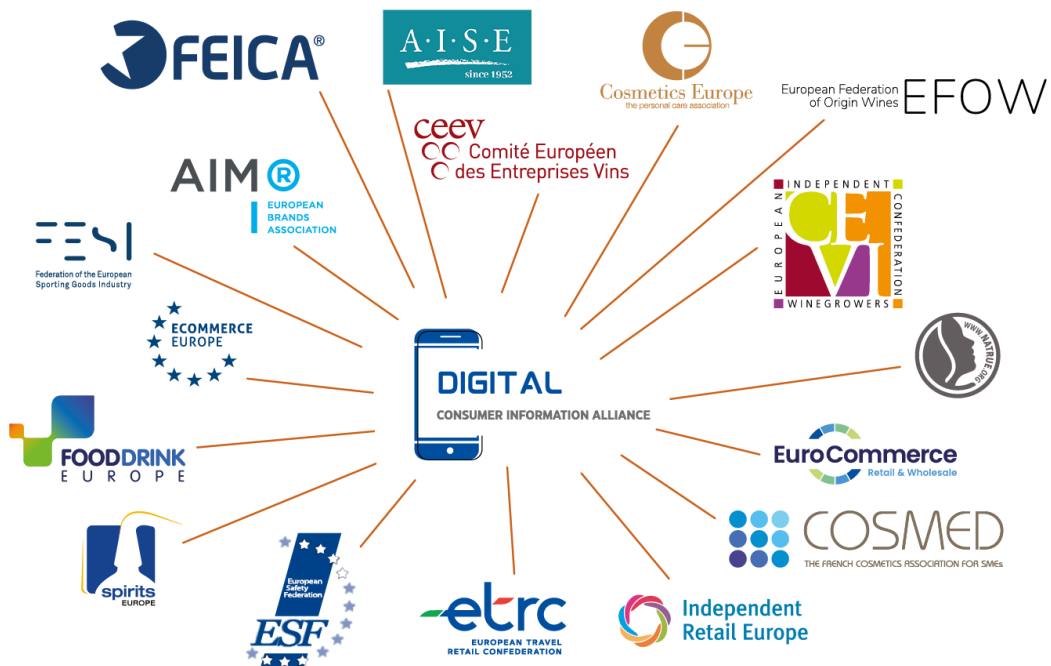 FEICA®
A·I·S·E
since 1952
Cosmetics Europe
the personal care association
European Federation
of Origin Wines
EFOW
ceev
Comité Européen
des Entreprises Vins
AIM®
EUROPEAN
BRANDS
ASSOCIATION
EUROPEAN
INDEPENDENT
CONFEDERATION
CEVI
WINEGROWERS
FESI
Federation of the European
Sporting Goods Industry
ECOMMERCE
EUROPE
WWW.NATRUE.ORG
DIGITAL
CONSUMER INFORMATION ALLIANCE
FOODDRINK
EUROPE
EuroCommerce
Retail & Wholesale
COSMED
THE FRENCH COSMETICS ASSOCIATION FOR SMEs
spirits
EUROPE
European
Safety
Federation
ESF
etrc
EUROPEAN TRAVEL
RETAIL CONFEDERATION
Independent
Retail Europe